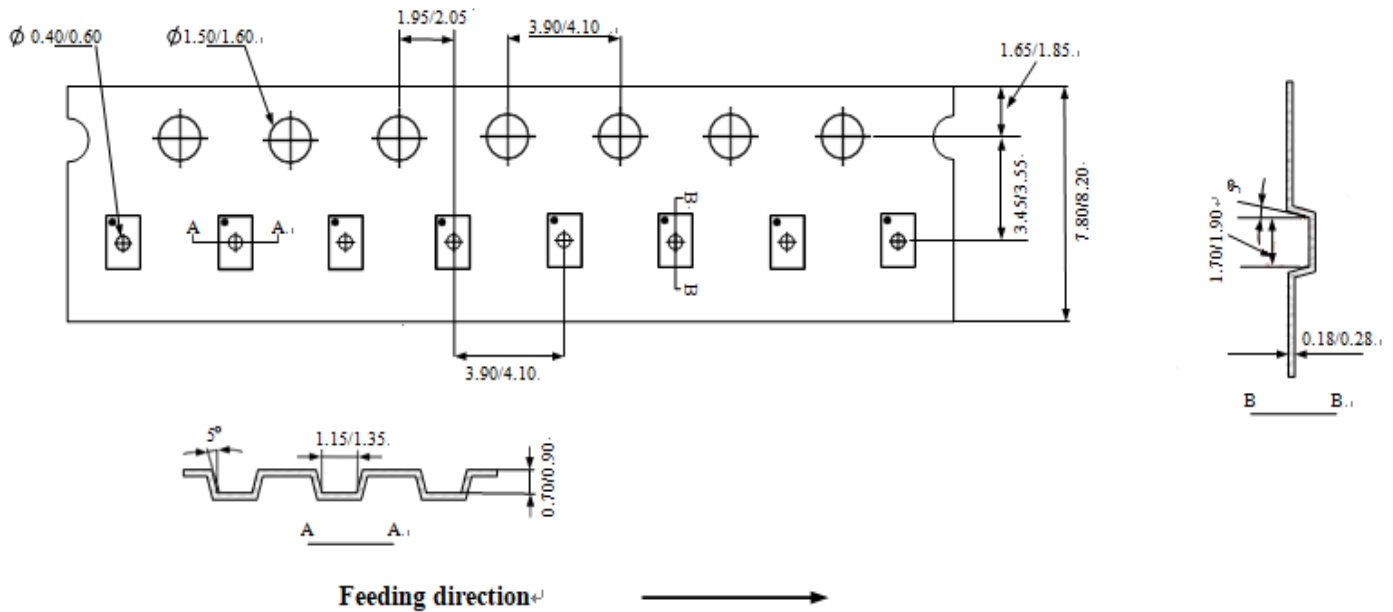 1.95/2.05
Ø 0.40/0.60
Ø1.50/1.60
3.90/4.10
1.65/1.85
3.45/3.55
7.80/8.20
A A
B
B
3.90/4.10
5°
1.70/1.90
0.18/0.28
B B
5°
1.15/1.35
0.70/0.90
A A
Feeding direction